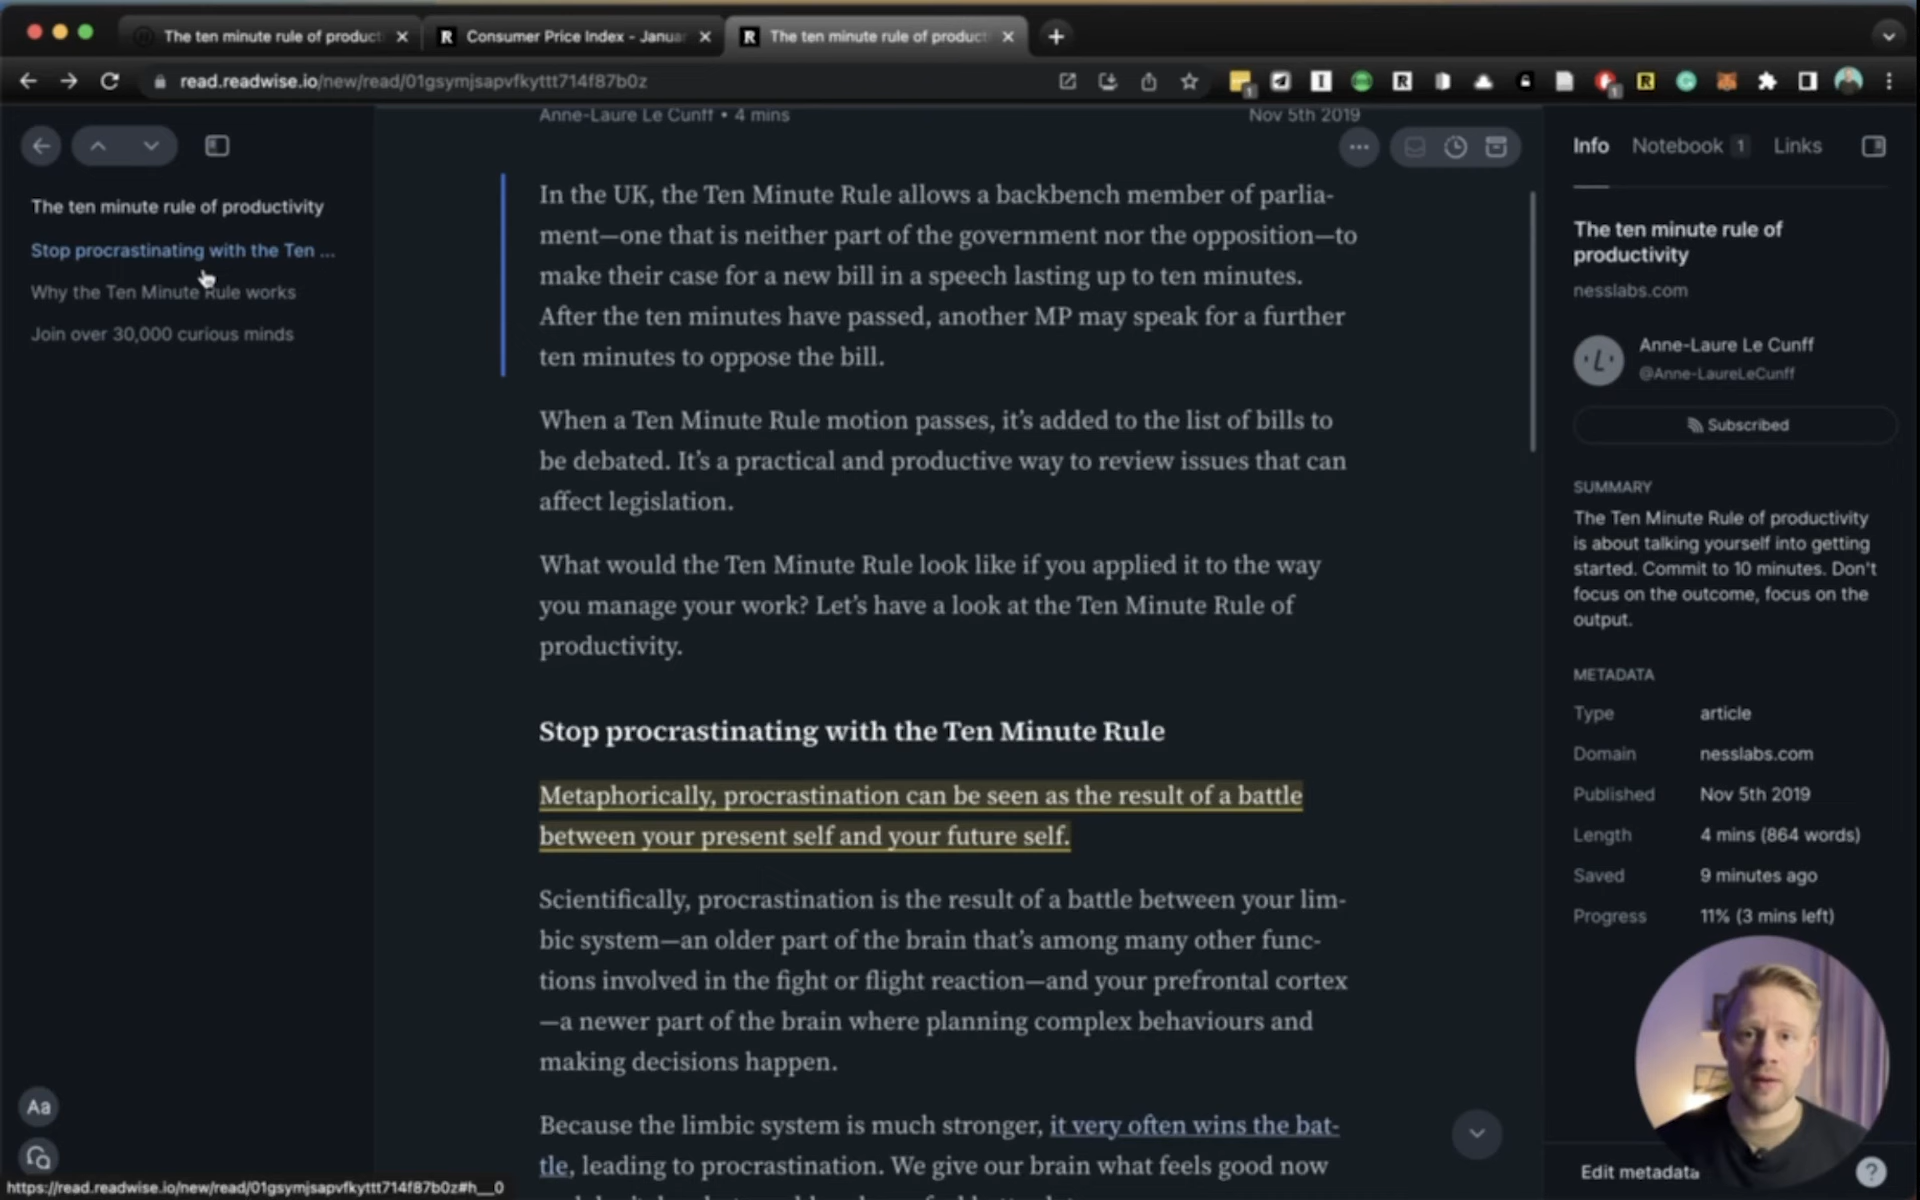 The ten minute rule of product
Consumer Price Index - Janua
The ten minute rule of product
read.readwise.io/new/read/01gsymjsapvfkyttt714f87b0z
The ten minute rule of productivity
Stop procrastinating with the Ten ...
Why the Ten Minute Rule works
Join over 30,000 curious minds
Anne-Laure Le Cunff • 4 mins
Nov 5th 2019
In the UK, the Ten Minute Rule allows a backbench member of parlia-
ment—one that is neither part of the government nor the opposition—to
make their case for a new bill in a speech lasting up to ten minutes.
After the ten minutes have passed, another MP may speak for a further
ten minutes to oppose the bill.
When a Ten Minute Rule motion passes, it’s added to the list of bills to
be debated. It’s a practical and productive way to review issues that can
affect legislation.
What would the Ten Minute Rule look like if you applied it to the way
you manage your work? Let’s have a look at the Ten Minute Rule of
productivity.
Stop procrastinating with the Ten Minute Rule
Metaphorically, procrastination can be seen as the result of a battle
between your present self and your future self.
Scientifically, procrastination is the result of a battle between your lim-
bic system—an older part of the brain that’s among many other func-
tions involved in the fight or flight reaction—and your prefrontal cortex
—a newer part of the brain where planning complex behaviours and
making decisions happen.
Because the limbic system is much stronger, it very often wins the bat-
tle, leading to procrastination. We give our brain what feels good now
Info Notebook 1 Links
The ten minute rule of
productivity
nesslabs.com
Anne-Laure Le Cunff
@Anne-LaureLeCunff
Subscribed
SUMMARY
The Ten Minute Rule of productivity
is about talking yourself into getting
started. Commit to 10 minutes. Don't
focus on the outcome, focus on the
output.
METADATA
Type article
Domain nesslabs.com
Published Nov 5th 2019
Length 4 mins (864 words)
Saved 9 minutes ago
Progress 11% (3 mins left)
Edit metadata
?
Aa
https://read.readwise.io/new/read/01gsymjsapvfkyttt714f87b0z#h__0